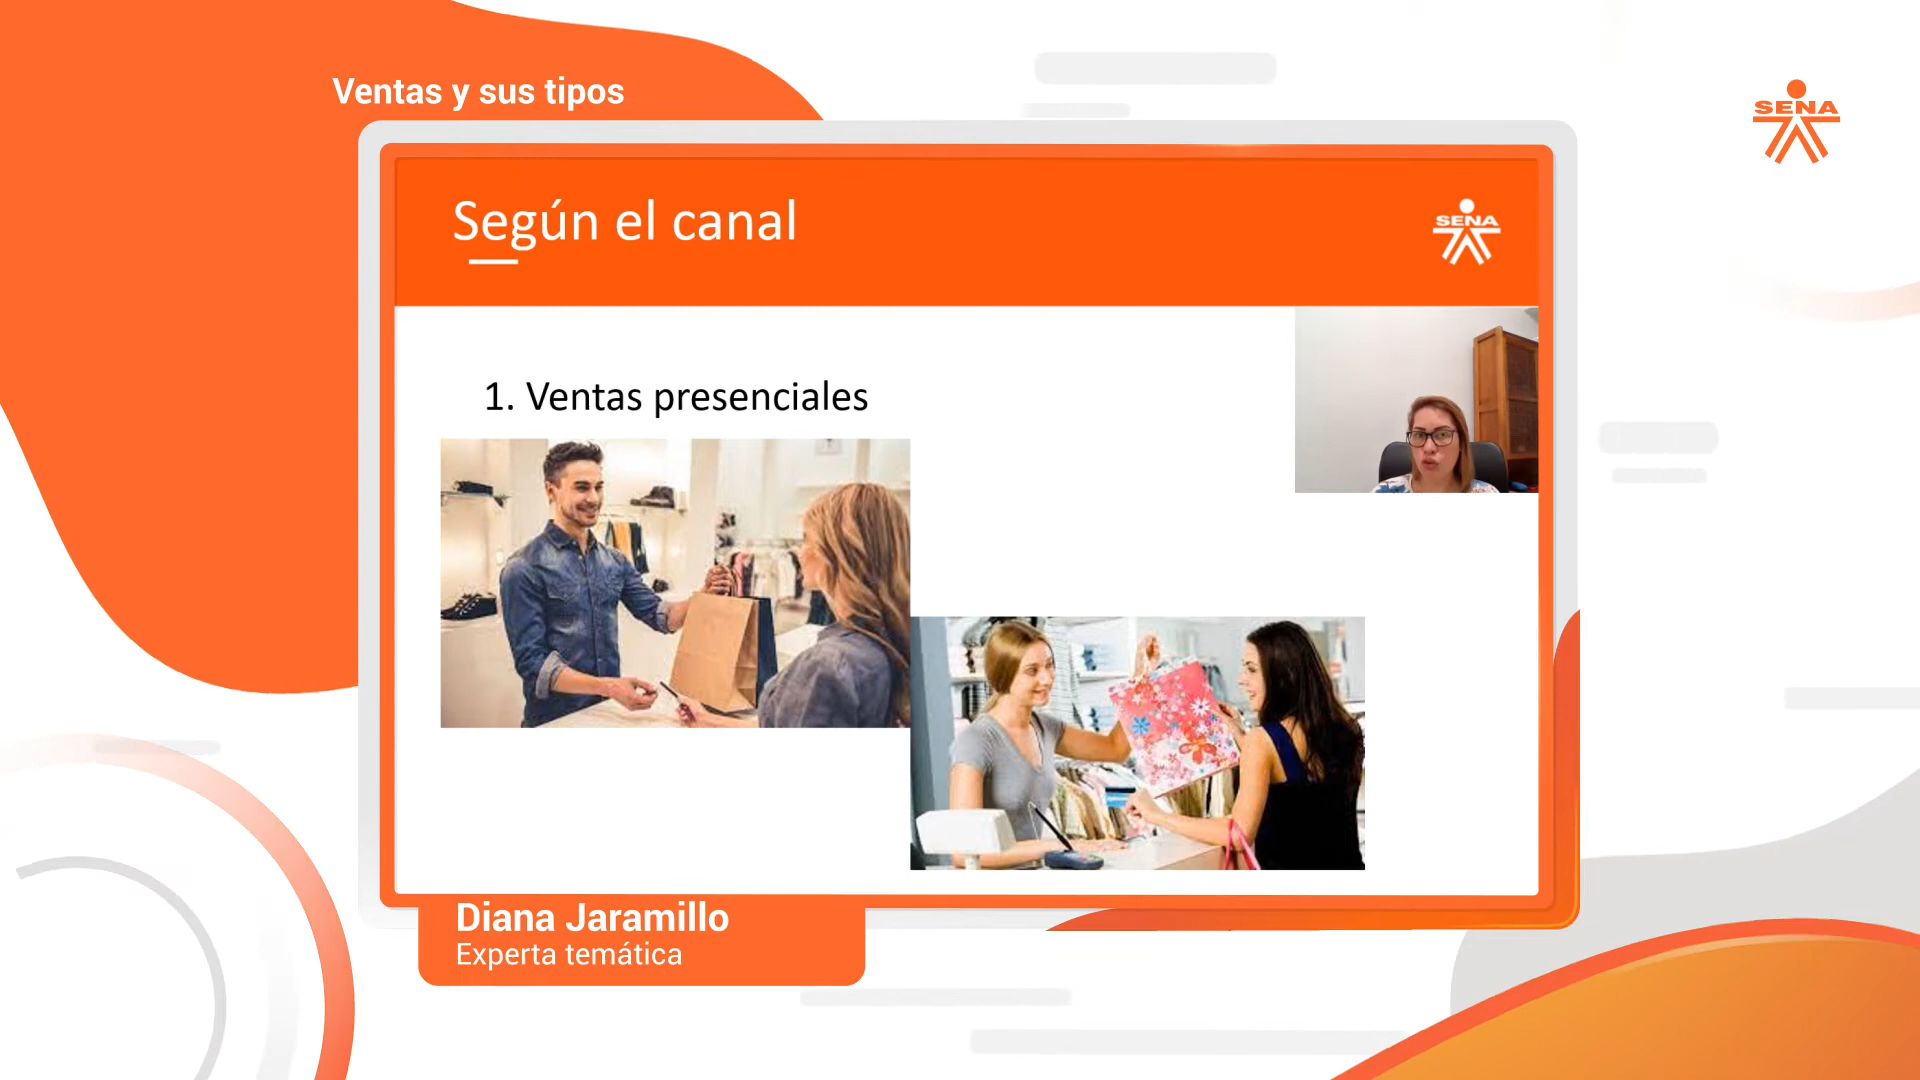 Ventas y sus tipos
SENA
Según el canal
SENA
1. Ventas presenciales
Diana Jaramillo
Experta temática